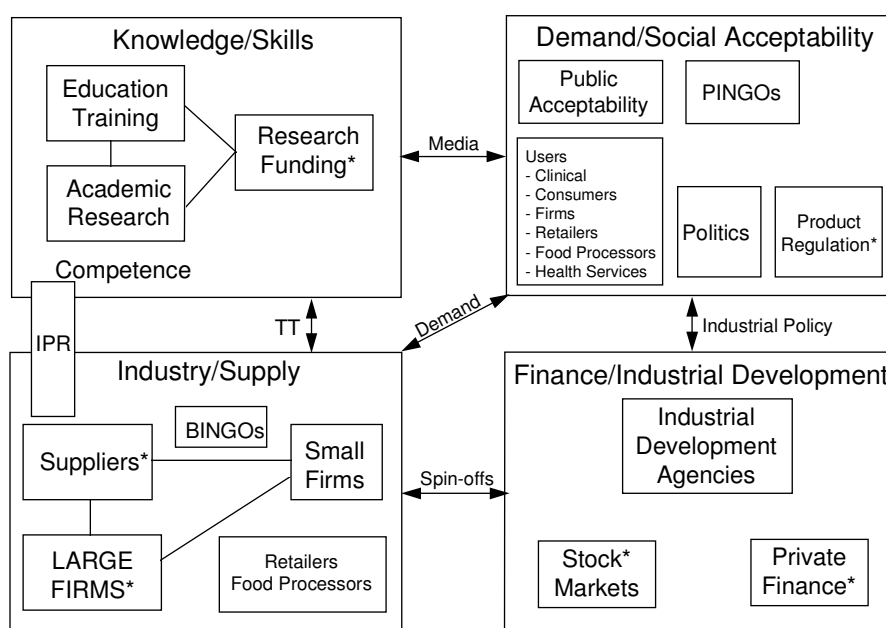 Knowledge/Skills
Education
Training
Research
Funding*
Academic
Research
Competence
Media
Demand/Social Acceptability
Public
Acceptability
PINGOs
Users
- Clinical
- Consumers
- Firms
- Retailers
- Food Processors
- Health Services
Politics
Product
Regulation*
IPR
TT
Demand
Industrial Policy
Industry/Supply
BINGOs
Suppliers*
Small
Firms
LARGE
FIRMS*
Retailers
Food Processors
Spin-offs
Finance/Industrial Development
Industrial
Development
Agencies
Stock*
Markets
Private
Finance*